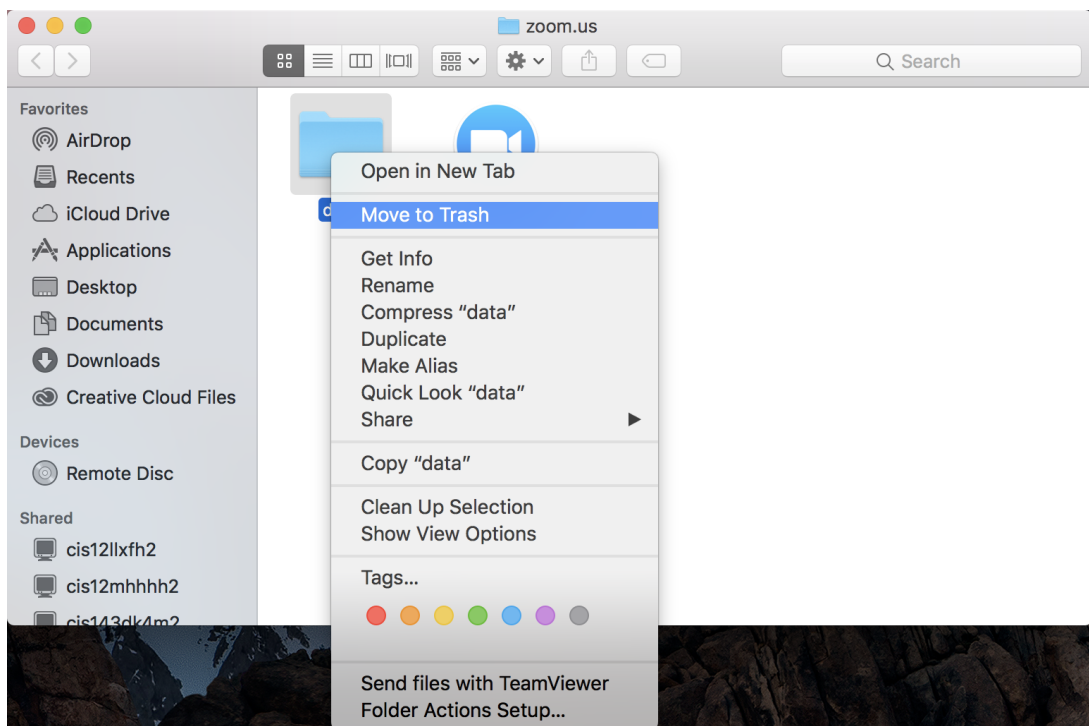 zoom.us
Search
Favorites
AirDrop
Recents
iCloud Drive
Applications
Desktop
Documents
Downloads
Creative Cloud Files
Devices
Remote Disc
Shared
cis12llxfh2
cis12mhhhh2
cis143dk4m2
Open in New Tab
Move to Trash
Get Info
Rename
Compress “data”
Duplicate
Make Alias
Quick Look “data”
Share
Copy “data”
Clean Up Selection
Show View Options
Tags...
Send files with TeamViewer
Folder Actions Setup...